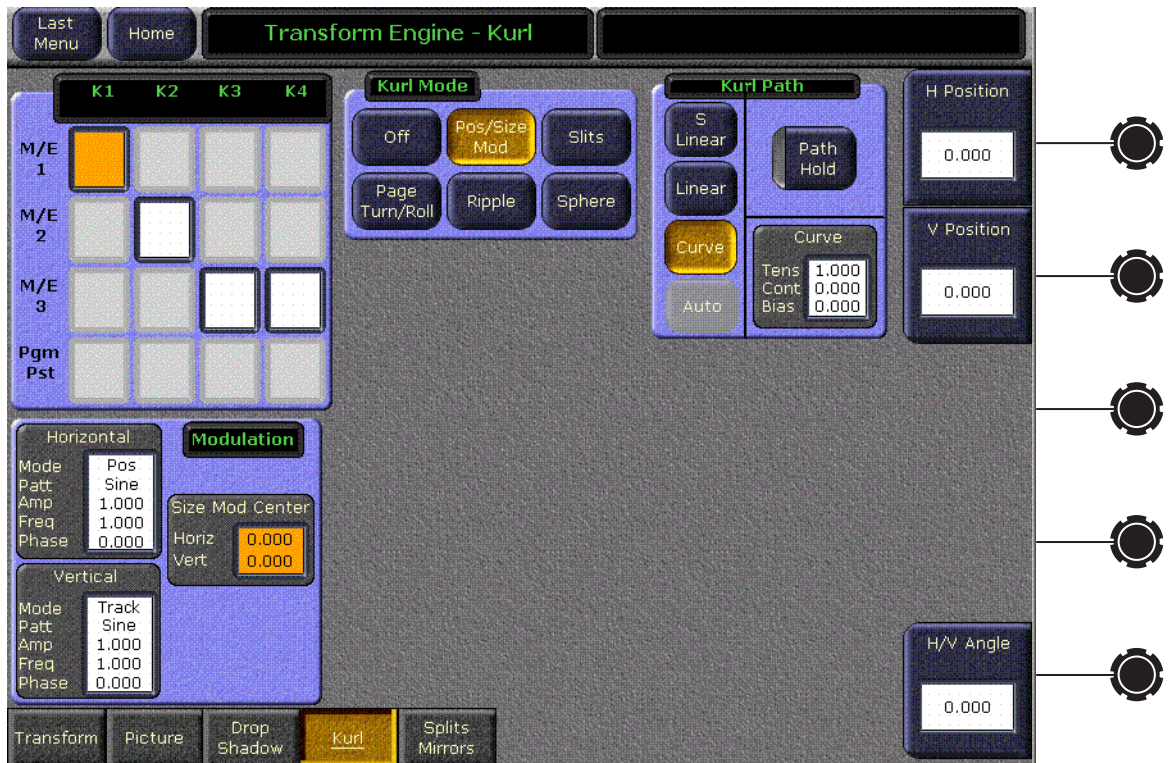 Last
Menu
Home
Transform Engine - Kurl
K1 K2 K3 K4
M/E
1
M/E
2
M/E
3
Pgm
Pst
Kurl Mode
Off
Pos/Size
Mod
Slits
Page
Turn/Roll
Ripple
Sphere
Kurl Path
S
Linear
Linear
Curve
Auto
Path
Hold
Curve
Tens 1.000
Cont 0.000
Bias 0.000
H Position
0.000
V Position
0.000
Horizontal
Mode Pos
Patt Sine
Amp 1.000
Freq 1.000
Phase 0.000
Modulation
Size Mod Center
Horiz 0.000
Vert 0.000
Vertical
Mode Track
Patt Sine
Amp 1.000
Freq 1.000
Phase 0.000
H/V Angle
0.000
Transform
Picture
Drop
Shadow
Kurl
Splits
Mirrors